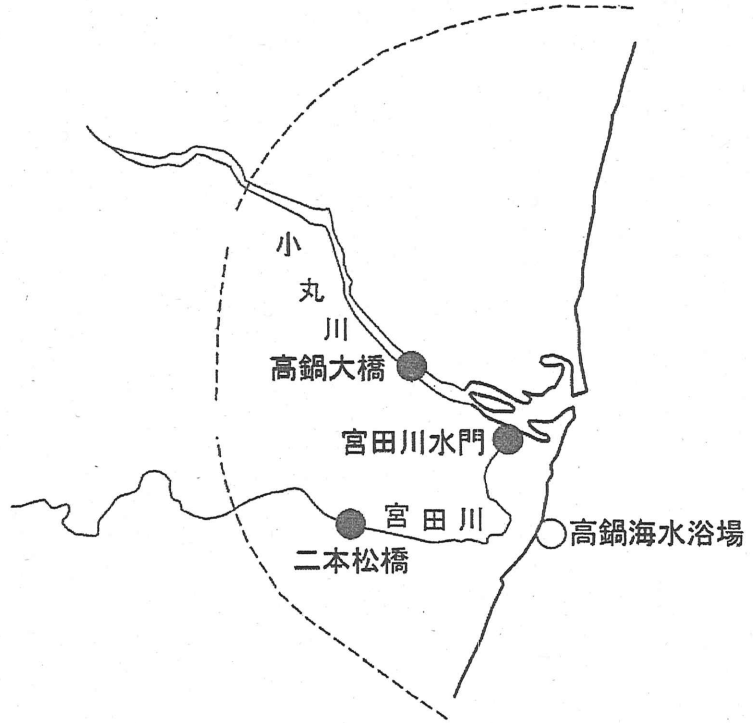 小丸川
高鍋大橋
宮田川水門
宮田川
二本松橋
高鍋海水浴場